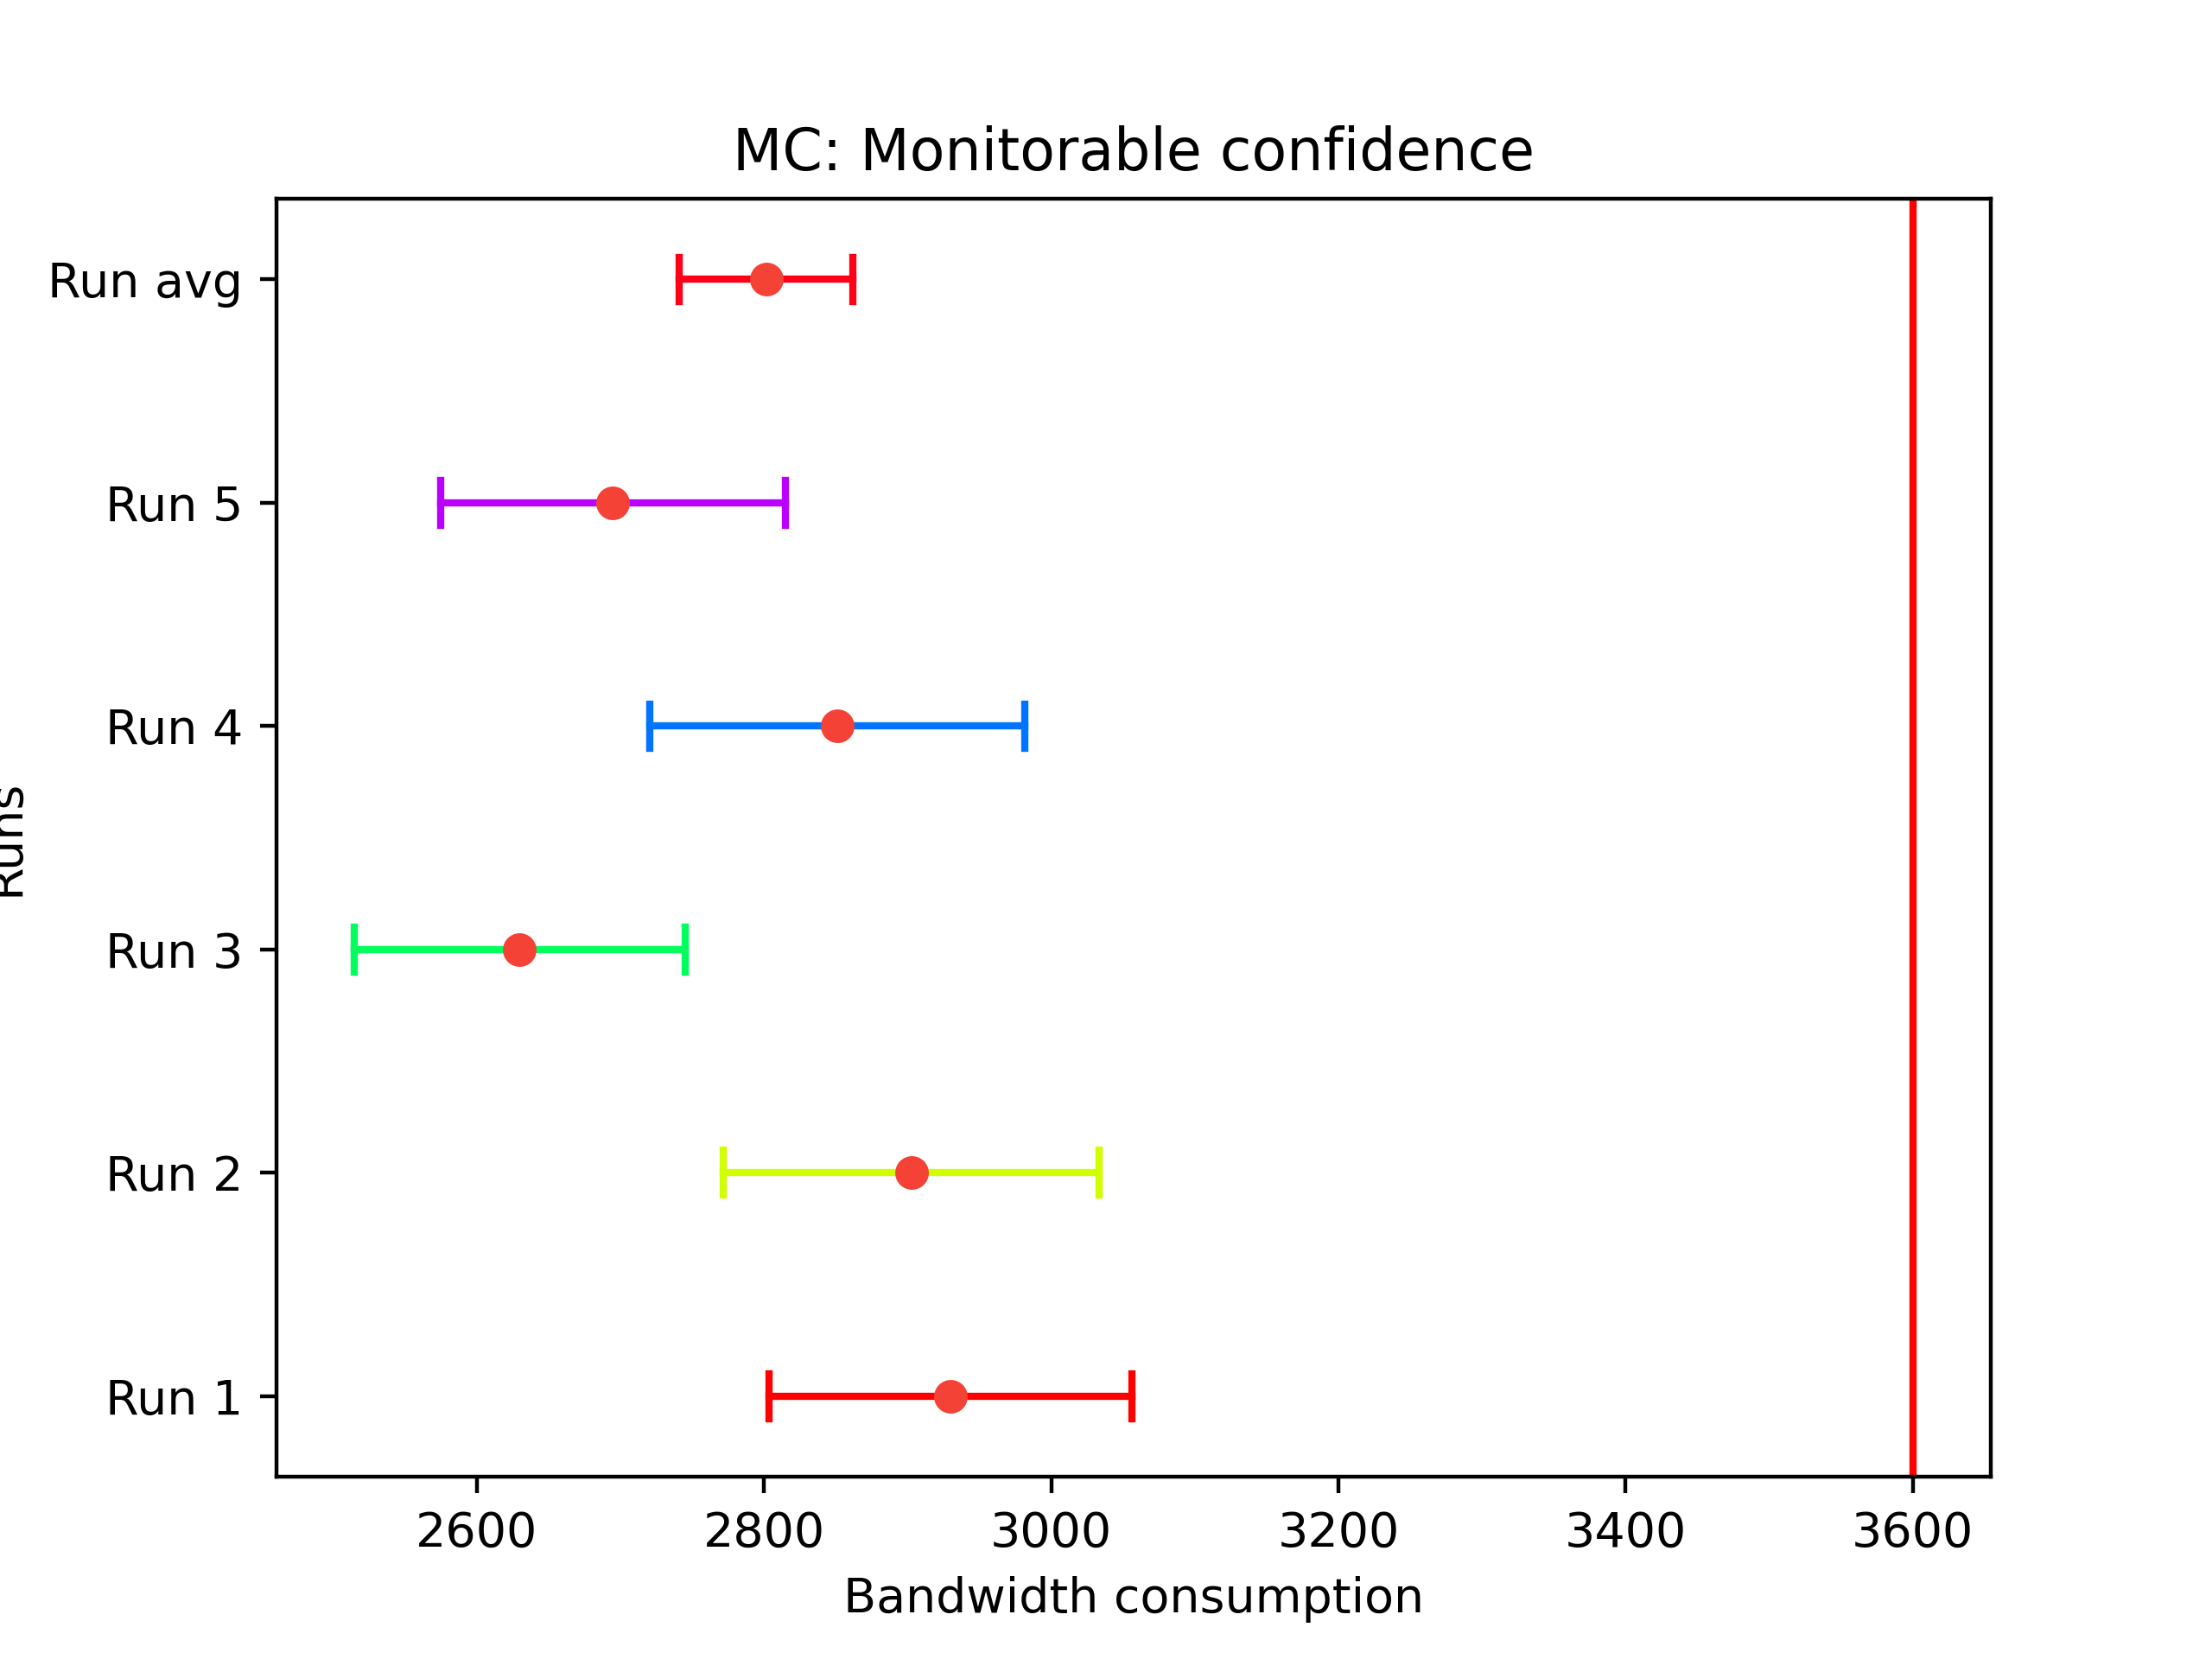 MC: Monitorable confidence
Run avg
Run 5
Run 4
Run 3
Run 2
Run 1
Runs
2600 2800 3000 3200 3400 3600
Bandwidth consumption